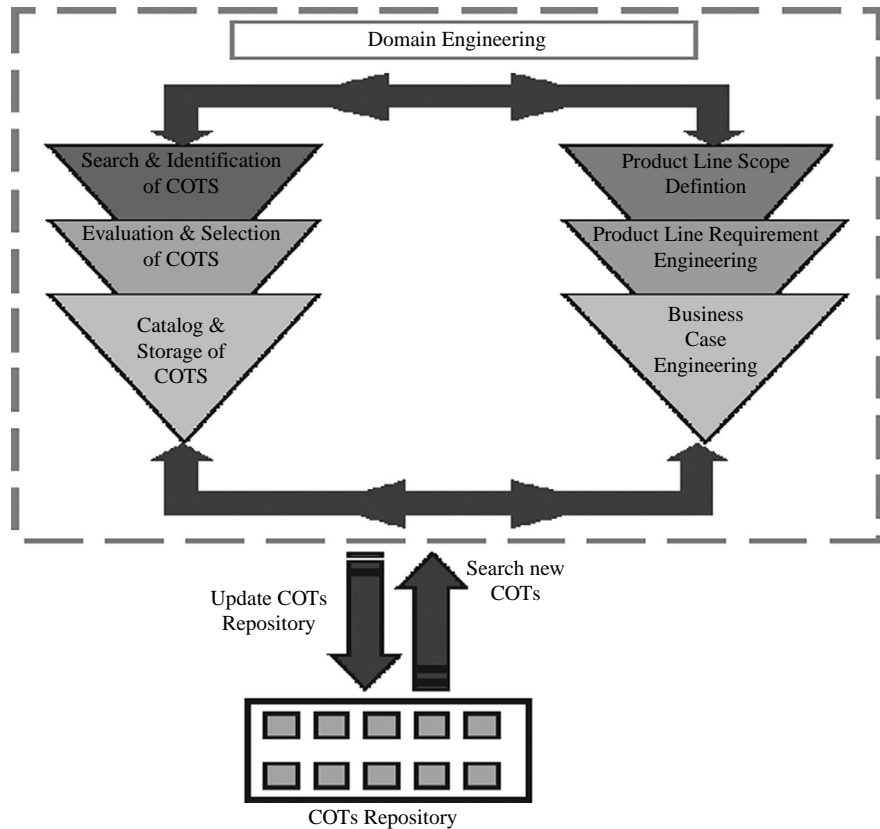 Domain Engineering
Search & Identification
of COTS
Evaluation & Selection
of COTS
Catalog &
Storage of
COTS
Product Line Scope
Defintion
Product Line Requirement
Engineering
Business
Case
Engineering
Update COTs
Repository
Search new
COTs
COTs Repository